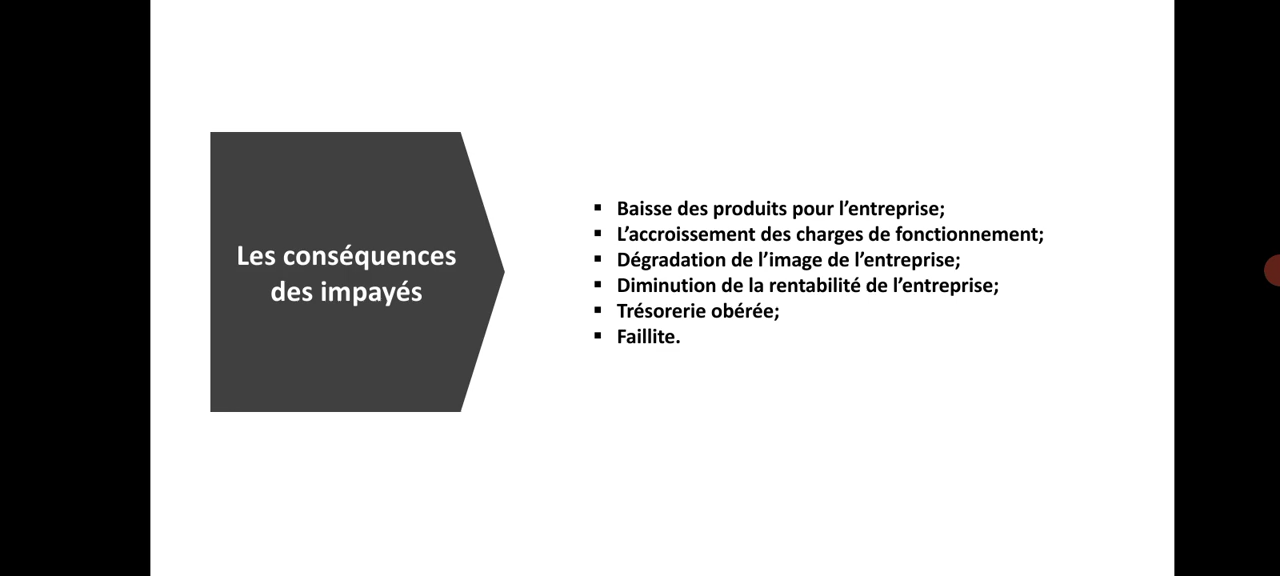 Les conséquences
des impayés
▪ Baisse des produits pour l’entreprise;
▪ L’accroissement des charges de fonctionnement;
▪ Dégradation de l’image de l’entreprise;
▪ Diminution de la rentabilité de l’entreprise;
▪ Trésorerie obérée;
▪ Faillite.